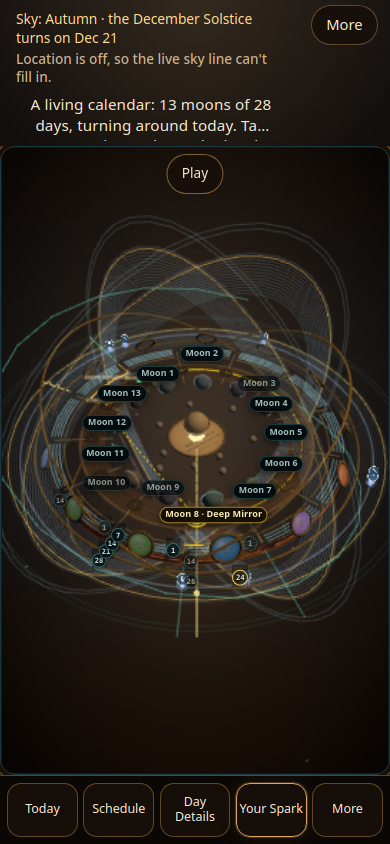 Sky: Autumn · the December Solstice
turns on Dec 21
More
Location is off, so the live sky line can't
fill in.
A living calendar: 13 moons of 28
days, turning around today. Ta...
Play
Moon 2
Moon 1
Moon 3
Moon 13
Moon 4
Moon 12
Moon 5
Moon 11
Moon 6
Moon 10
Moon 9
Moon 7
14
Moon 8 · Deep Mirror
1
7
14
21
28
1
1
14
28
24
Today
Schedule
Day
Details
Your Spark
More